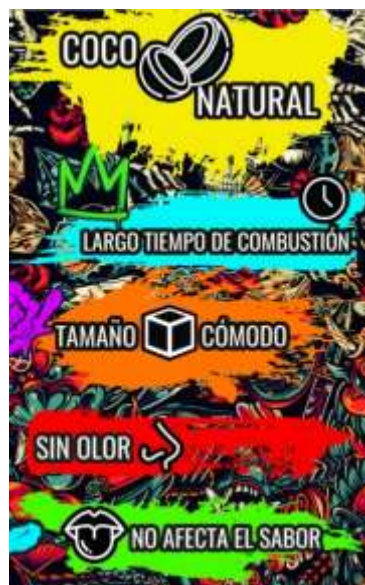 COCO
NATURAL
LARGO TIEMPO DE COMBUSTIÓN
TAMAÑO CÓMODO
SIN OLOR
NO AFECTA EL SABOR